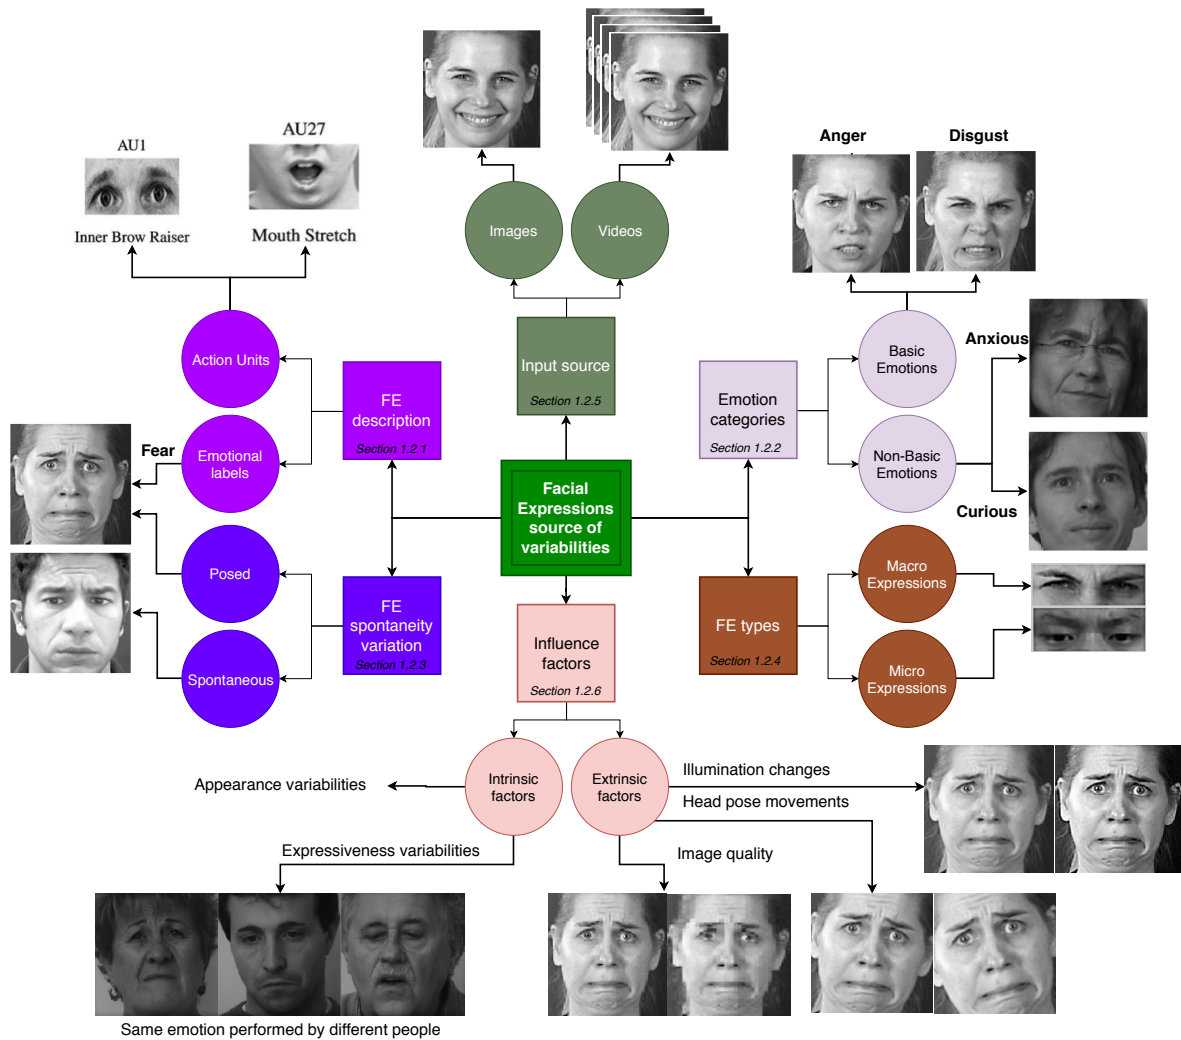 AU1
AU27
Inner Brow Raiser
Mouth Stretch
Images
Videos
Anger
Disgust
Action Units
Emotional
labels
Fear
FE
description
Section 1.2.1
Input source
Section 1.2.5
Emotion
categories
Section 1.2.2
Basic
Emotions
Non-Basic
Emotions
Anxious
Curious
Facial
Expressions
source of
variabilities
Posed
Spontaneous
FE
spontaneity
variation
Section 1.2.3
Influence
factors
Section 1.2.6
FE types
Section 1.2.4
Macro
Expressions
Micro
Expressions
Intrinsic
factors
Extrinsic
factors
Appearance variabilities
Expressiveness variabilities
Illumination changes
Head pose movements
Image quality
Same emotion performed by different people